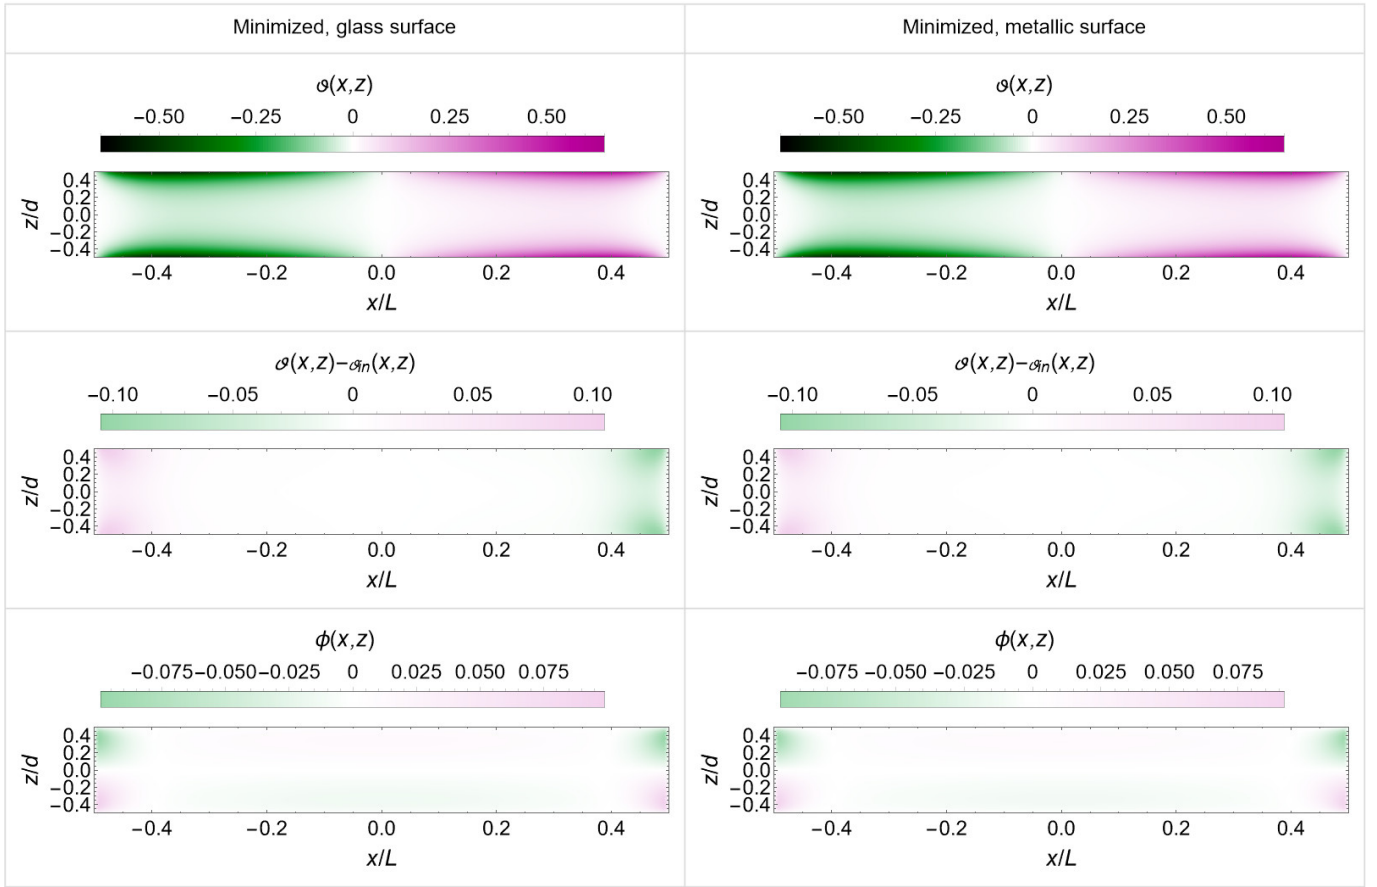 Minimized, glass surface
Minimized, metallic surface
ϑ(x,z)
−0.50 −0.25 0 0.25 0.50
z/d
0.4
0.2
0.0
−0.2
−0.4
−0.4 −0.2 0.0 0.2 0.4
x/L
ϑ(x,z)
−0.50 −0.25 0 0.25 0.50
z/d
0.4
0.2
0.0
−0.2
−0.4
−0.4 −0.2 0.0 0.2 0.4
x/L
ϑ(x,z)−ϑin(x,z)
−0.10 −0.05 0 0.05 0.10
z/d
0.4
0.2
0.0
−0.2
−0.4
−0.4 −0.2 0.0 0.2 0.4
x/L
ϑ(x,z)−ϑin(x,z)
−0.10 −0.05 0 0.05 0.10
z/d
0.4
0.2
0.0
−0.2
−0.4
−0.4 −0.2 0.0 0.2 0.4
x/L
ϕ(x,z)
−0.075−0.050−0.025 0 0.025 0.050 0.075
z/d
0.4
0.2
0.0
−0.2
−0.4
−0.4 −0.2 0.0 0.2 0.4
x/L
ϕ(x,z)
−0.075 −0.050 −0.025 0 0.025 0.050 0.075
z/d
0.4
0.2
0.0
−0.2
−0.4
−0.4 −0.2 0.0 0.2 0.4
x/L